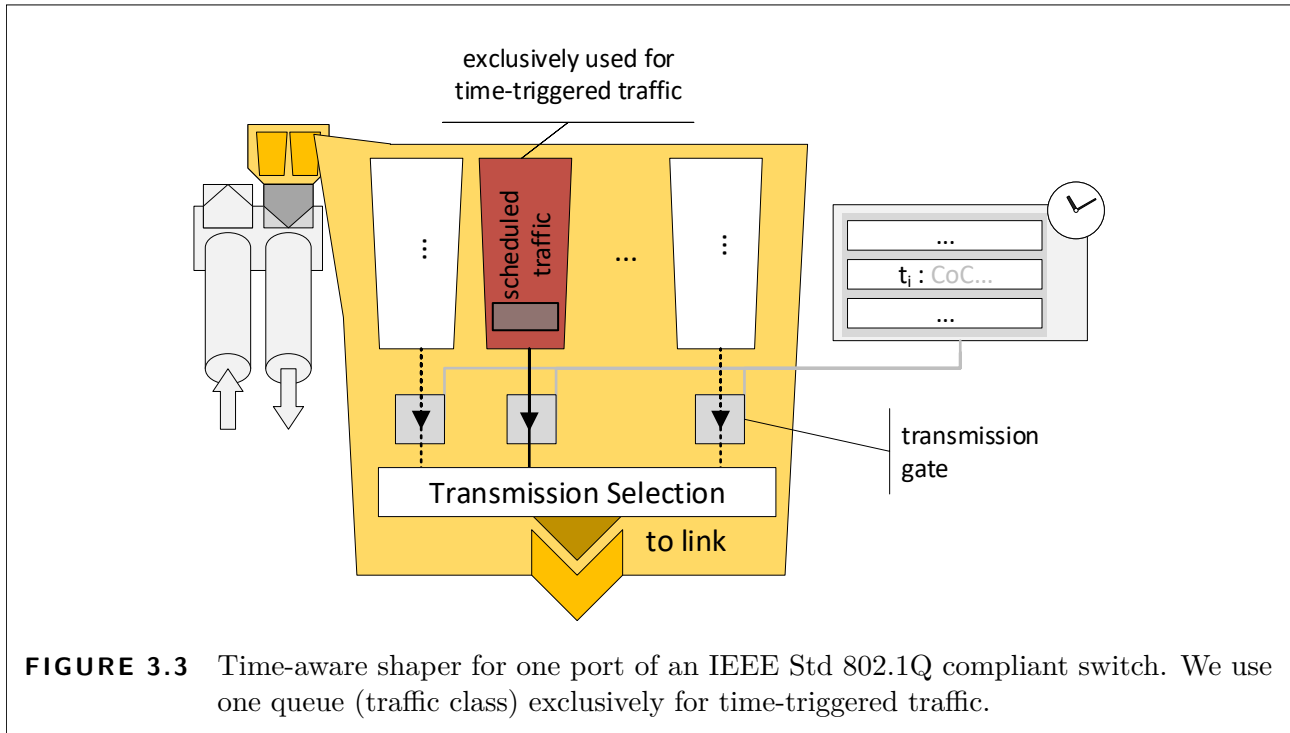 exclusively used for
time-triggered traffic
⋮
scheduled
traffic
...
⋮
...
tᵢ : CoC...
...
transmission
gate
Transmission Selection
to link
FIGURE 3.3 Time-aware shaper for one port of an IEEE Std 802.1Q compliant switch. We use
one queue (traffic class) exclusively for time-triggered traffic.